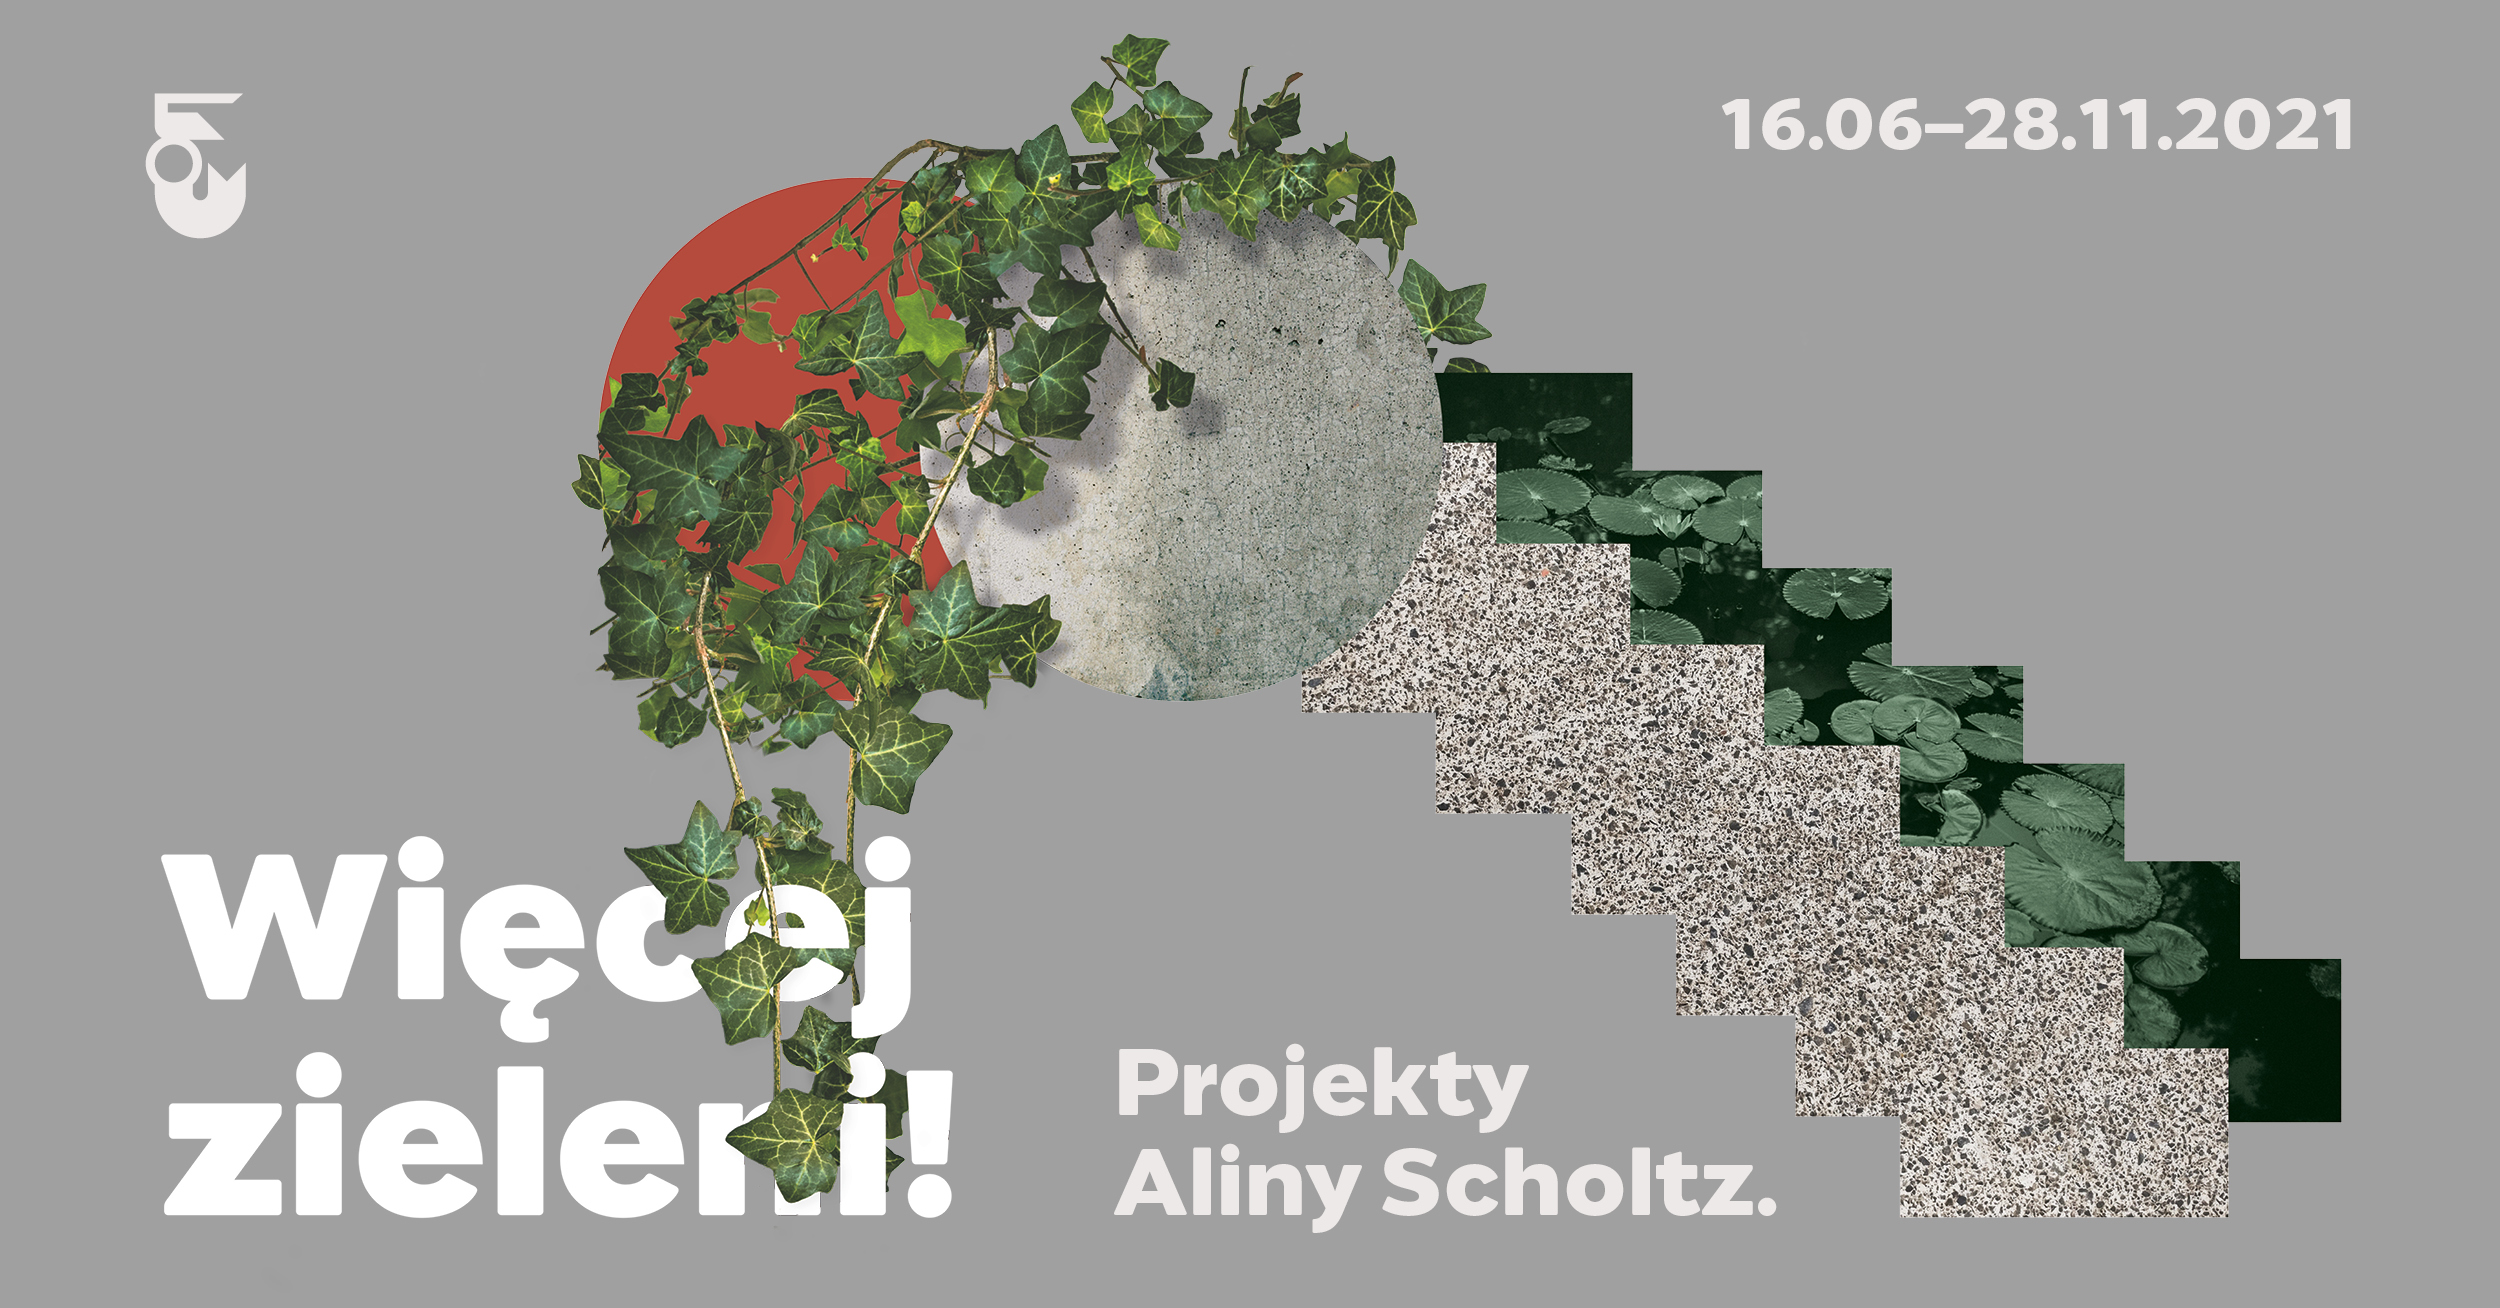 16.06–28.11.2021
Więcej
zieleni!
Projekty
Aliny Scholtz.